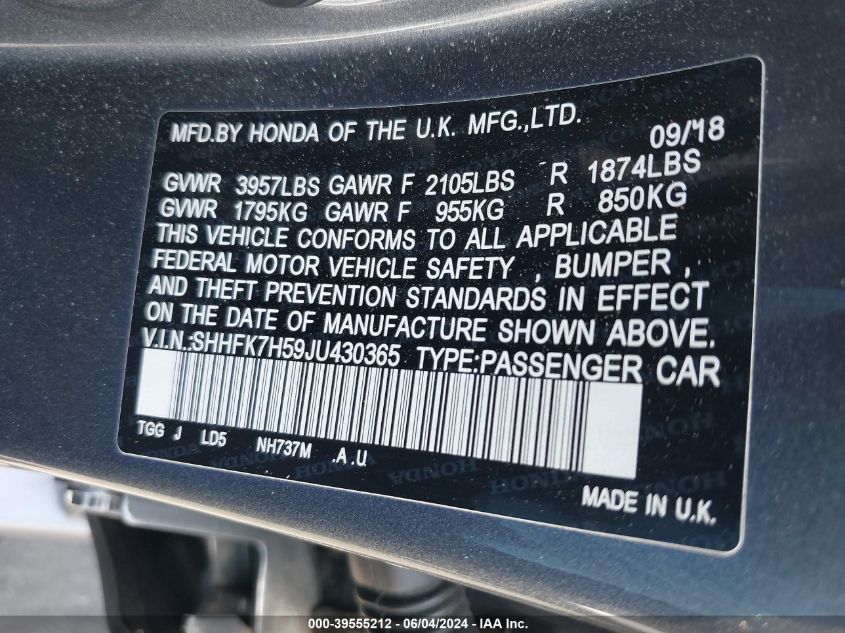 MFD.BY HONDA OF THE U.K. MFG.,LTD. 09/18
GVWR 3957LBS GAWR F 2105LBS R 1874LBS
GVWR 1795KG GAWR F 955KG R 850KG
THIS VEHICLE CONFORMS TO ALL APPLICABLE
FEDERAL MOTOR VEHICLE SAFETY , BUMPER ,
AND THEFT PREVENTION STANDARDS IN EFFECT
ON THE DATE OF MANUFACTURE SHOWN ABOVE.
V.I.N.:SHHFK7H59JU430365 TYPE:PASSENGER CAR
TGG J LD5 NH737M .A .U
HONDA HONDA HONDA
MADE IN U.K.
000-39555212 - 06/04/2024 - IAA Inc.